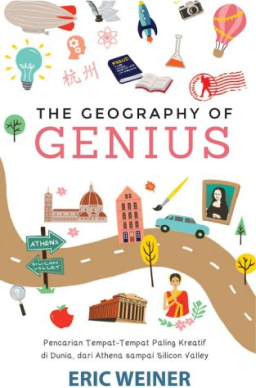 FREUD
杭州
THE GEOGRAPHY OF
GENIUS
ATHENS
SILICON
VALLEY
Pencarian Tempat-Tempat Paling Kreatif
di Dunia, dari Athena sampai Silicon Valley
ERIC WEINER